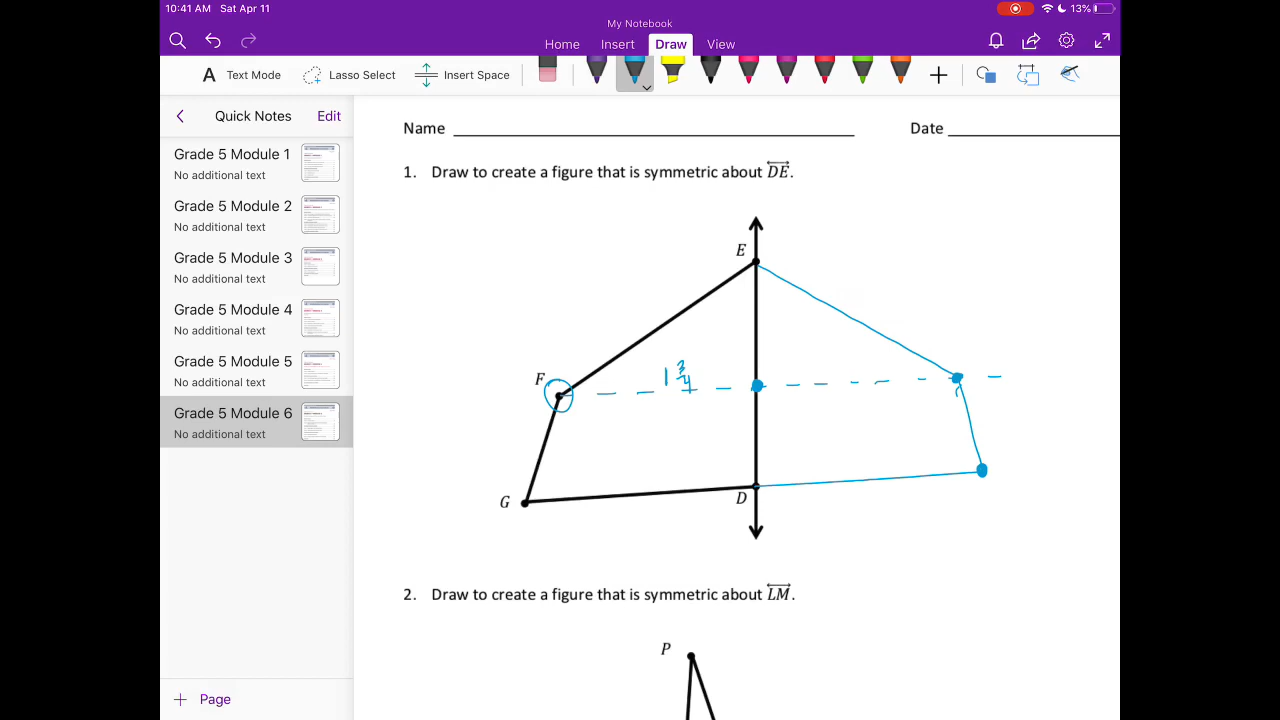 10:41 AM Sat Apr 11
13%
My Notebook
Home Insert Draw View
Text Mode Lasso Select Insert Space
Quick Notes Edit
Grade 5 Module 1
No additional text
Grade 5 Module 2
No additional text
Grade 5 Module 3
No additional text
Grade 5 Module 4
No additional text
Grade 5 Module 5
No additional text
Grade 5 Module 6
No additional text
Page
Name Date
1. Draw to create a figure that is symmetric about DE.
E
F
1 3/4
G
D
2. Draw to create a figure that is symmetric about LM.
P